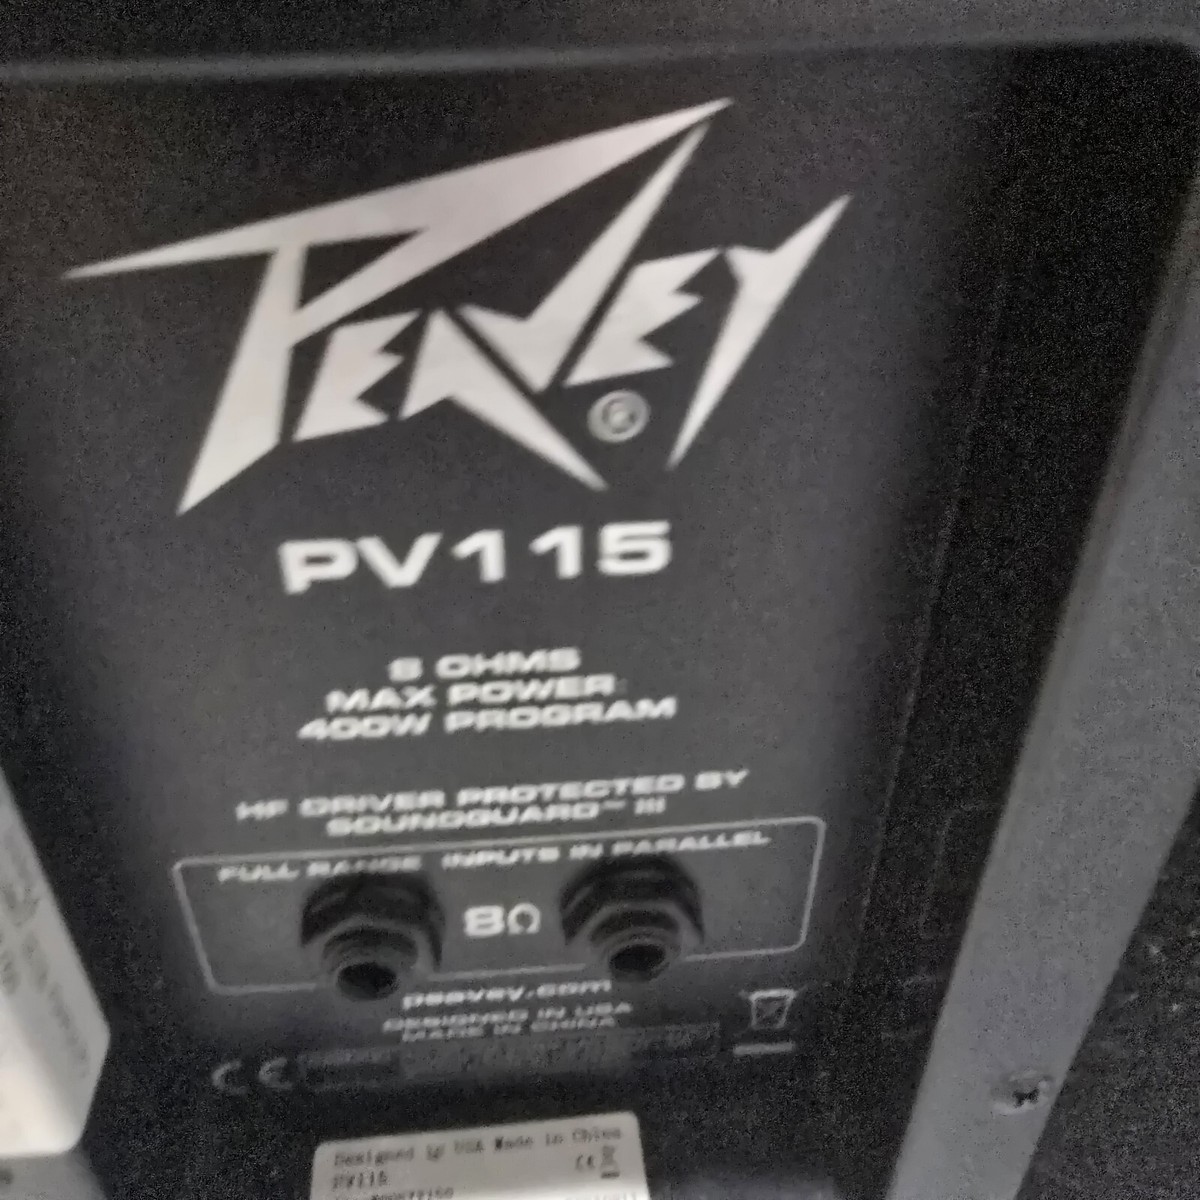 PEAVEY®
PV115
8 OHMS
MAX POWER:
400W PROGRAM
HF DRIVER PROTECTED BY
SOUNDGUARD™ III
FULL RANGE INPUTS IN PARALLEL
8Ω
peavey.com
DESIGNED IN USA
MADE IN CHINA
CE
Designed in USA Made in China
PV115
CE